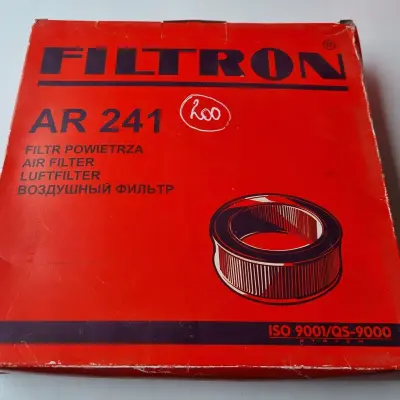 FILTRON®
AR 241
200
FILTR POWIETRZA
AIR FILTER
LUFTFILTER
ВОЗДУШНЫЙ ФИЛЬТР
ISO 9001/QS-9000